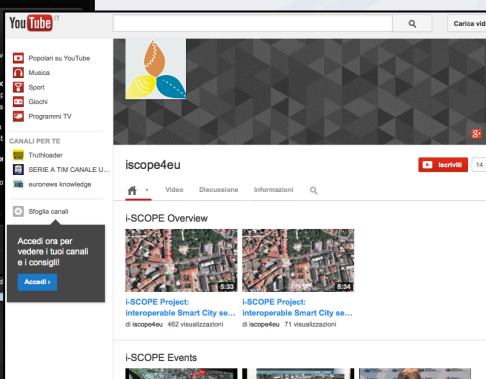 YouTube IT
Carica vid
Popolari su YouTube
Musica
Sport
Giochi
Programmi TV
CANALI PER TE
Truthloader
SERIE A TIM CANALE U...
euronews knowledge
Sfoglia canali
Accedi ora per
vedere i tuoi canali
e i consigli!
Accedi ›
iscope4eu
Iscriviti 14
Video Discussione Informazioni
i-SCOPE Overview
5:33 5:34
i-SCOPE Project:
interoperable Smart City se...
di iscope4eu 462 visualizzazioni
i-SCOPE Project:
interoperable Smart City se...
di iscope4eu 71 visualizzazioni
i-SCOPE Events